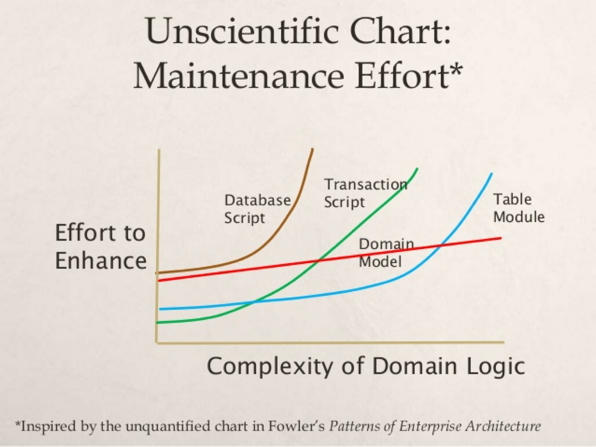 Unscientific Chart:
Maintenance Effort*
Database
Script
Transaction
Script
Table
Module
Effort to
Enhance
Domain
Model
Complexity of Domain Logic
*Inspired by the unquantified chart in Fowler's Patterns of Enterprise Architecture